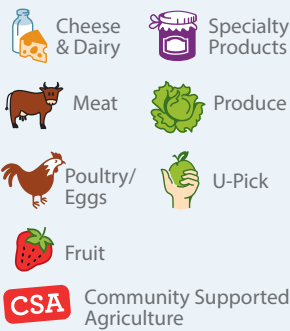 Cheese
& Dairy
Specialty
Products
Meat
Produce
Poultry/
Eggs
U-Pick
Fruit
CSA
Community Supported
Agriculture